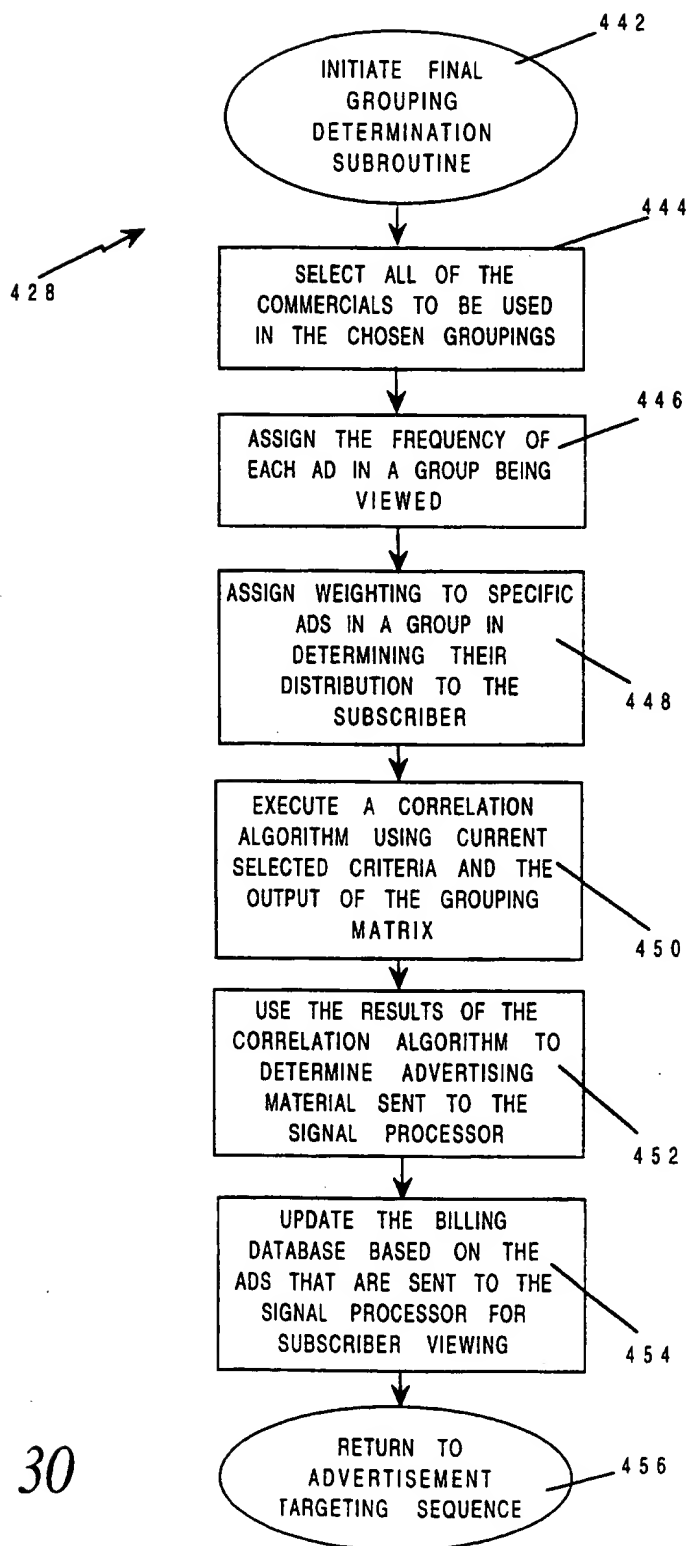 442
INITIATE FINAL
GROUPING
DETERMINATION
SUBROUTINE
428
444
SELECT ALL OF THE
COMMERCIALS TO BE USED
IN THE CHOSEN GROUPINGS
446
ASSIGN THE FREQUENCY OF
EACH AD IN A GROUP BEING
VIEWED
ASSIGN WEIGHTING TO SPECIFIC
ADS IN A GROUP IN
DETERMINING THEIR
DISTRIBUTION TO THE
SUBSCRIBER
448
EXECUTE A CORRELATION
ALGORITHM USING CURRENT
SELECTED CRITERIA AND THE
OUTPUT OF THE GROUPING
MATRIX
450
USE THE RESULTS OF THE
CORRELATION ALGORITHM TO
DETERMINE ADVERTISING
MATERIAL SENT TO THE
SIGNAL PROCESSOR
452
UPDATE THE BILLING
DATABASE BASED ON THE
ADS THAT ARE SENT TO THE
SIGNAL PROCESSOR FOR
SUBSCRIBER VIEWING
454
RETURN TO
ADVERTISEMENT
TARGETING SEQUENCE
456
30